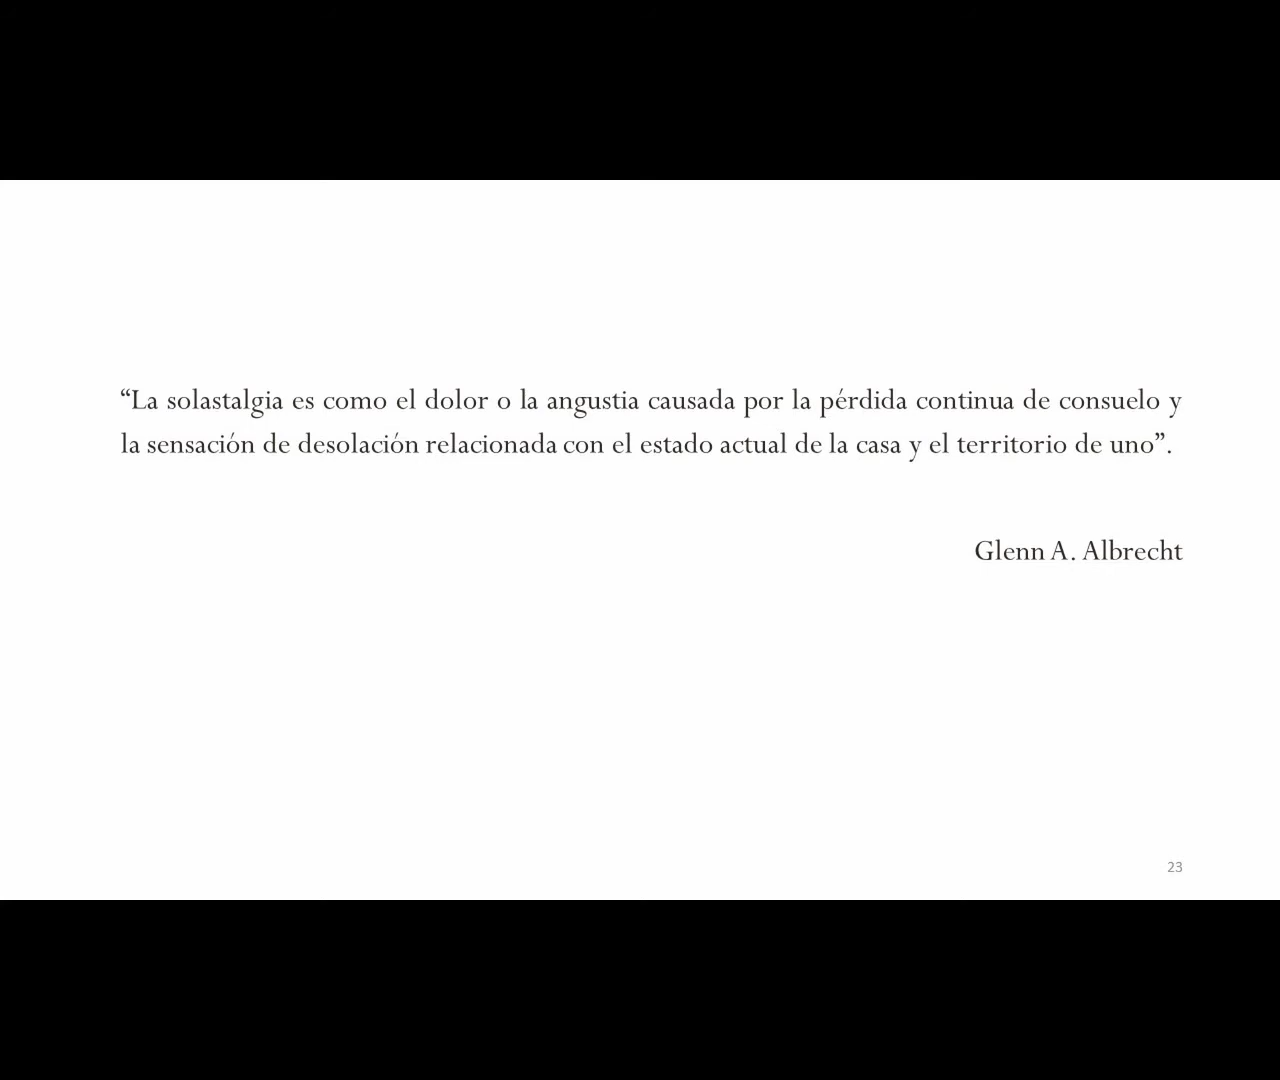 “La solastalgia es como el dolor o la angustia causada por la pérdida continua de consuelo y
la sensación de desolación relacionada con el estado actual de la casa y el territorio de uno”.
Glenn A. Albrecht
23